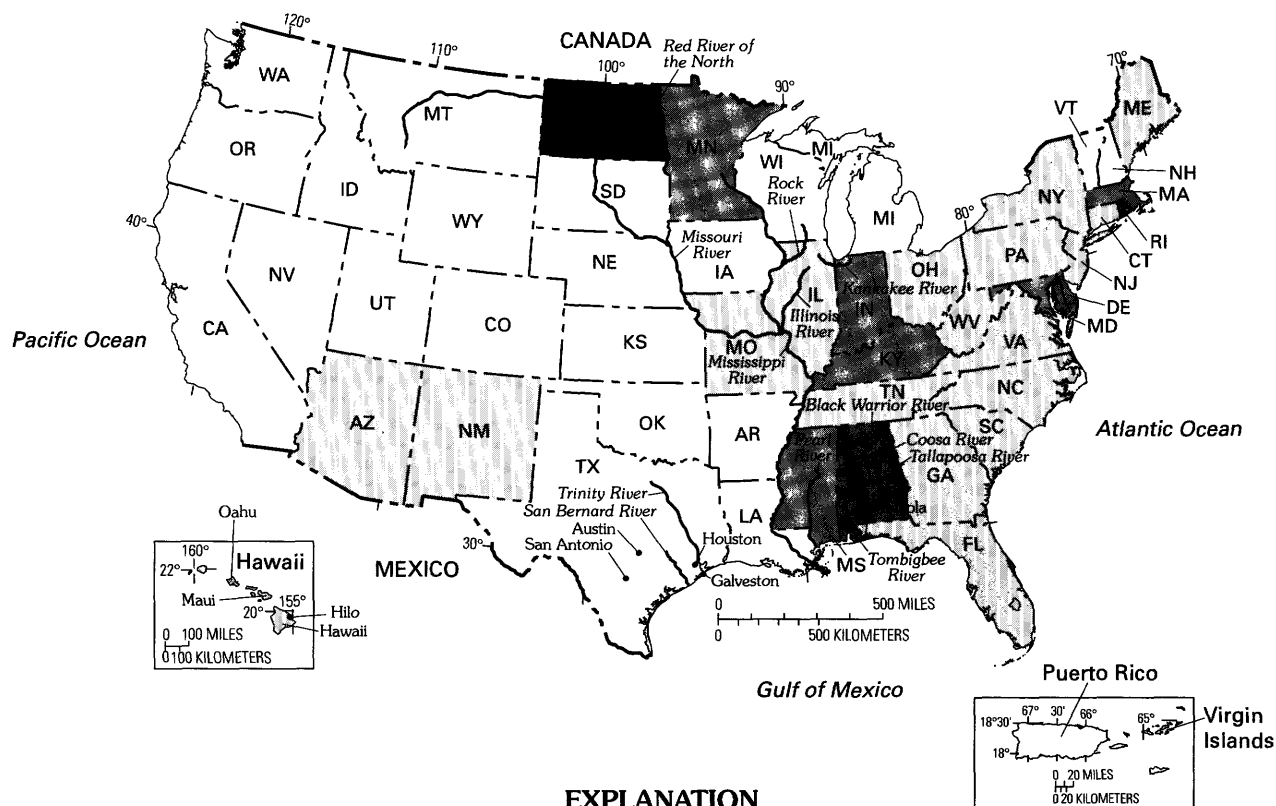 120°
110°
CANADA
100°
Red River of
the North
90°
70°
WA
MT
VT
ME
MN
MI
WI
OR
ID
SD
Rock
River
NY
NH
MA
WY
MI
80°
40°
Missouri
River
RI
NV
NE
IA
PA
CT
OH
NJ
Kankakee River
UT
IL
IN
DE
CO
Illinois
River
WV
MD
CA
KS
VA
Pacific Ocean
MO
KY
Mississippi
River
NC
TN
AZ
NM
OK
Black Warrior River
AR
SC
Atlantic Ocean
Pearl
River
Coosa River
Tallapoosa River
TX
GA
Trinity River
San Bernard River
LA
Oahu
Austin
Houston
FL
160°
Hawaii
30°
San Antonio
22°
MEXICO
MS
Tombigbee
River
Galveston
Maui
20°
155°
Hilo
Hawaii
0
500 MILES
0 100 MILES
0
500 KILOMETERS
0 100 KILOMETERS
Puerto Rico
Gulf of Mexico
67° 30' 66°
65°
Virgin
Islands
18°30'
18°
0 20 MILES
0 20 KILOMETERS
EXPLANATION